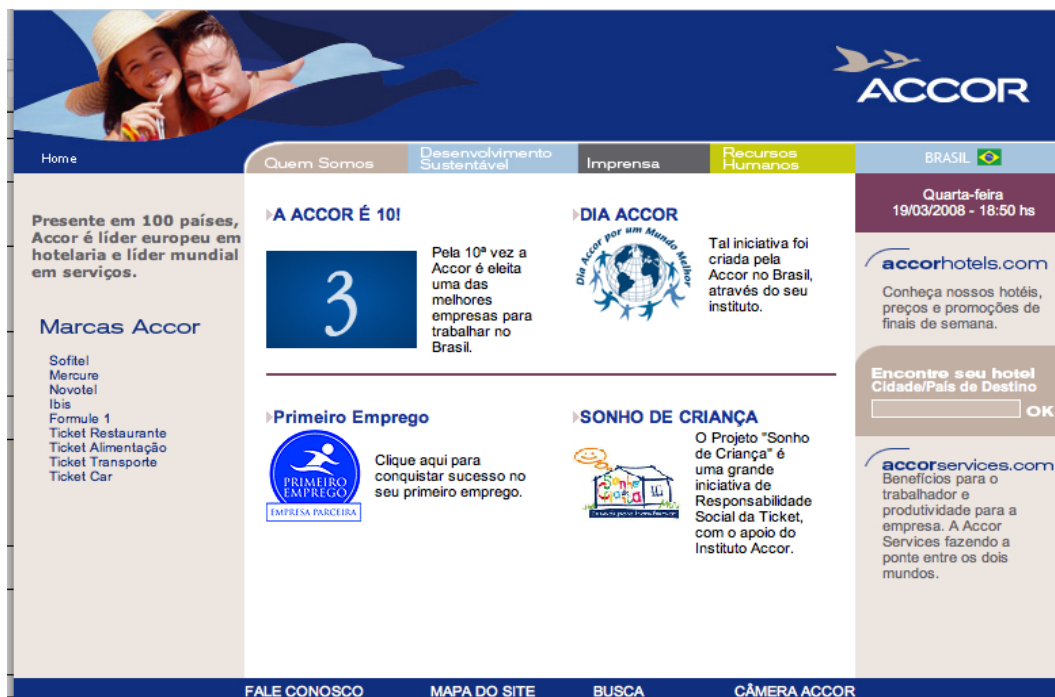 ACCOR
Home
Quem Somos
Desenvolvimento
Sustentável
Imprensa
Recursos
Humanos
BRASIL
Presente em 100 países,
Accor é líder europeu em
hotelaria e líder mundial
em serviços.
Marcas Accor
Sofitel
Mercure
Novotel
Ibis
Formule 1
Ticket Restaurante
Ticket Alimentação
Ticket Transporte
Ticket Car
A ACCOR É 10!
3
Pela 10ª vez a
Accor é eleita
uma das
melhores
empresas para
trabalhar no
Brasil.
DIA ACCOR
Dia Accor por um Mundo Melhor
Tal iniciativa foi
criada pela
Accor no Brasil,
através do seu
instituto.
Primeiro Emprego
PRIMEIRO
EMPREGO
EMPRESA PARCEIRA
Clique aqui para
conquistar sucesso no
seu primeiro emprego.
SONHO DE CRIANÇA
Sonho
Criança
O Projeto "Sonho
de Criança" é
uma grande
iniciativa de
Responsabilidade
Social da Ticket,
com o apoio do
Instituto Accor.
Quarta-feira
19/03/2008 - 18:50 hs
accorhotels.com
Conheça nossos hotéis,
preços e promoções de
finais de semana.
Encontre seu hotel
Cidade/País de Destino
OK
accorservices.com
Benefícios para o
trabalhador e
produtividade para a
empresa. A Accor
Services fazendo a
ponte entre os dois
mundos.
FALE CONOSCO
MAPA DO SITE
BUSCA
CÂMERA ACCOR